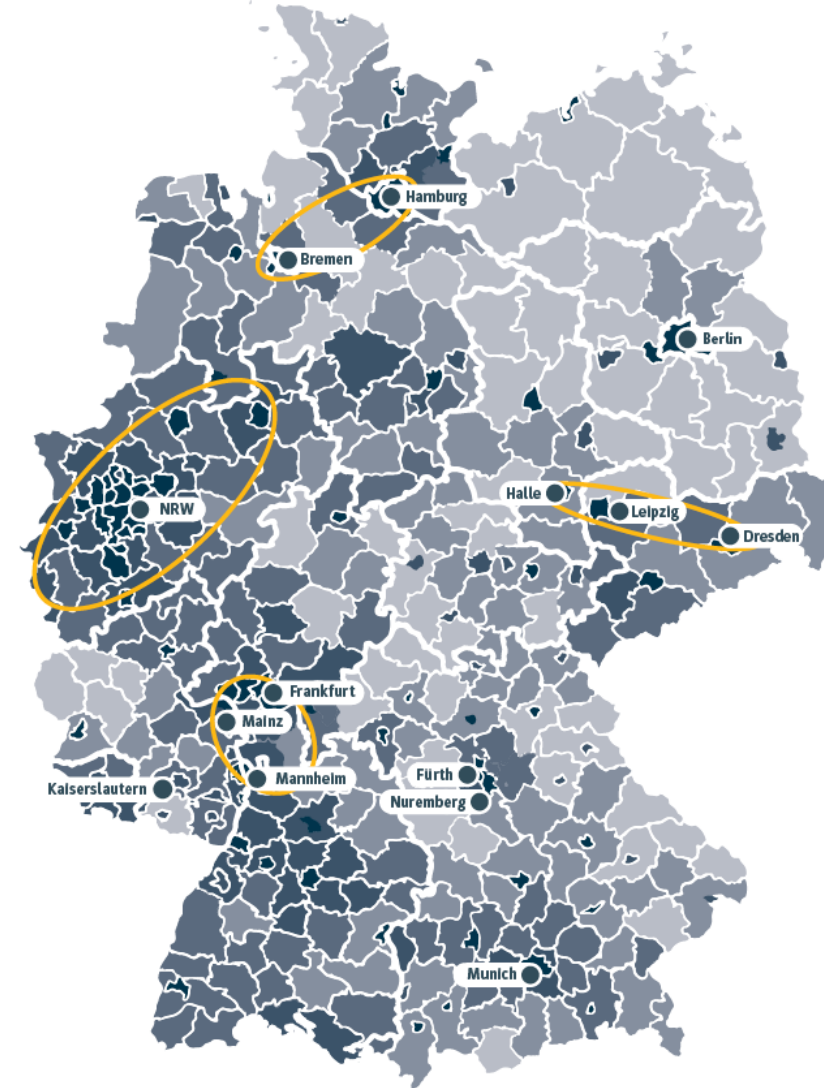 Hamburg
Bremen
Berlin
Halle
Leipzig
NRW
Dresden
Frankfurt
Mainz
Fürth
Mannheim
Kaiserslautern
Nuremberg
Munich